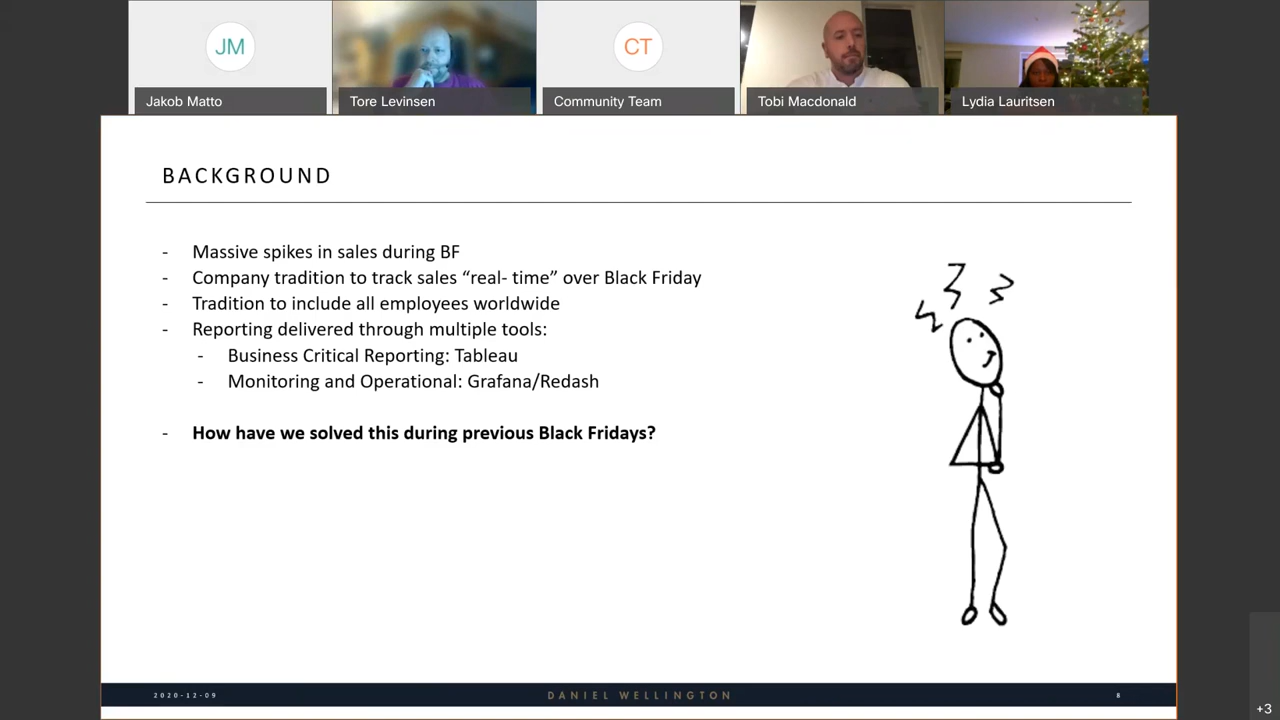 JM
CT
Jakob Matto
Tore Levinsen
Community Team
Tobi Macdonald
Lydia Lauritsen
BACKGROUND
- Massive spikes in sales during BF
- Company tradition to track sales “real- time” over Black Friday
- Tradition to include all employees worldwide
- Reporting delivered through multiple tools:
- Business Critical Reporting: Tableau
- Monitoring and Operational: Grafana/Redash
- How have we solved this during previous Black Fridays?
2020-12-09
DANIEL WELLINGTON
8
+3